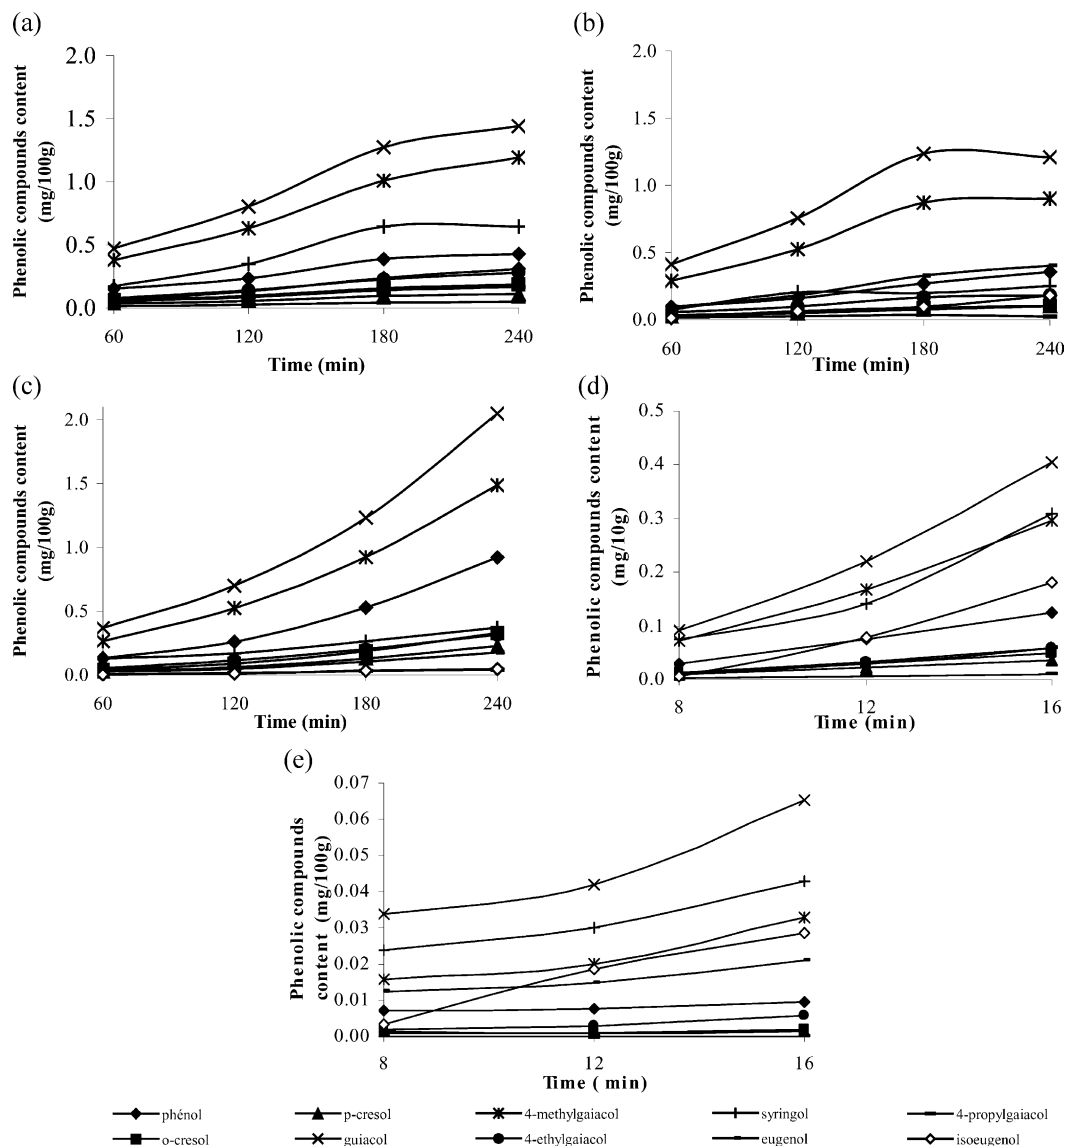 (a)
Phenolic compounds content
(mg/100g)
2.0
1.5
1.0
0.5
0.0
60 120 180 240
Time (min)
(b)
Phenolic compounds content
(mg/100g)
2.0
1.5
1.0
0.5
0.0
60 120 180 240
Time (min)
(c)
Phenolic compounds content
(mg/100g)
2.0
1.5
1.0
0.5
0.0
60 120 180 240
Time (min)
(d)
Phenolic compounds content
(mg/10g)
0.5
0.4
0.3
0.2
0.1
0.0
8 12 16
Time (min)
(e)
Phenolic compounds
content (mg/100g)
0.07
0.06
0.05
0.04
0.03
0.02
0.01
0.00
8 12 16
Time ( min)
phénol p-cresol 4-methylgaiacol syringol 4-propylgaiacol
o-cresol guiacol 4-ethylgaiacol eugenol isoeugenol